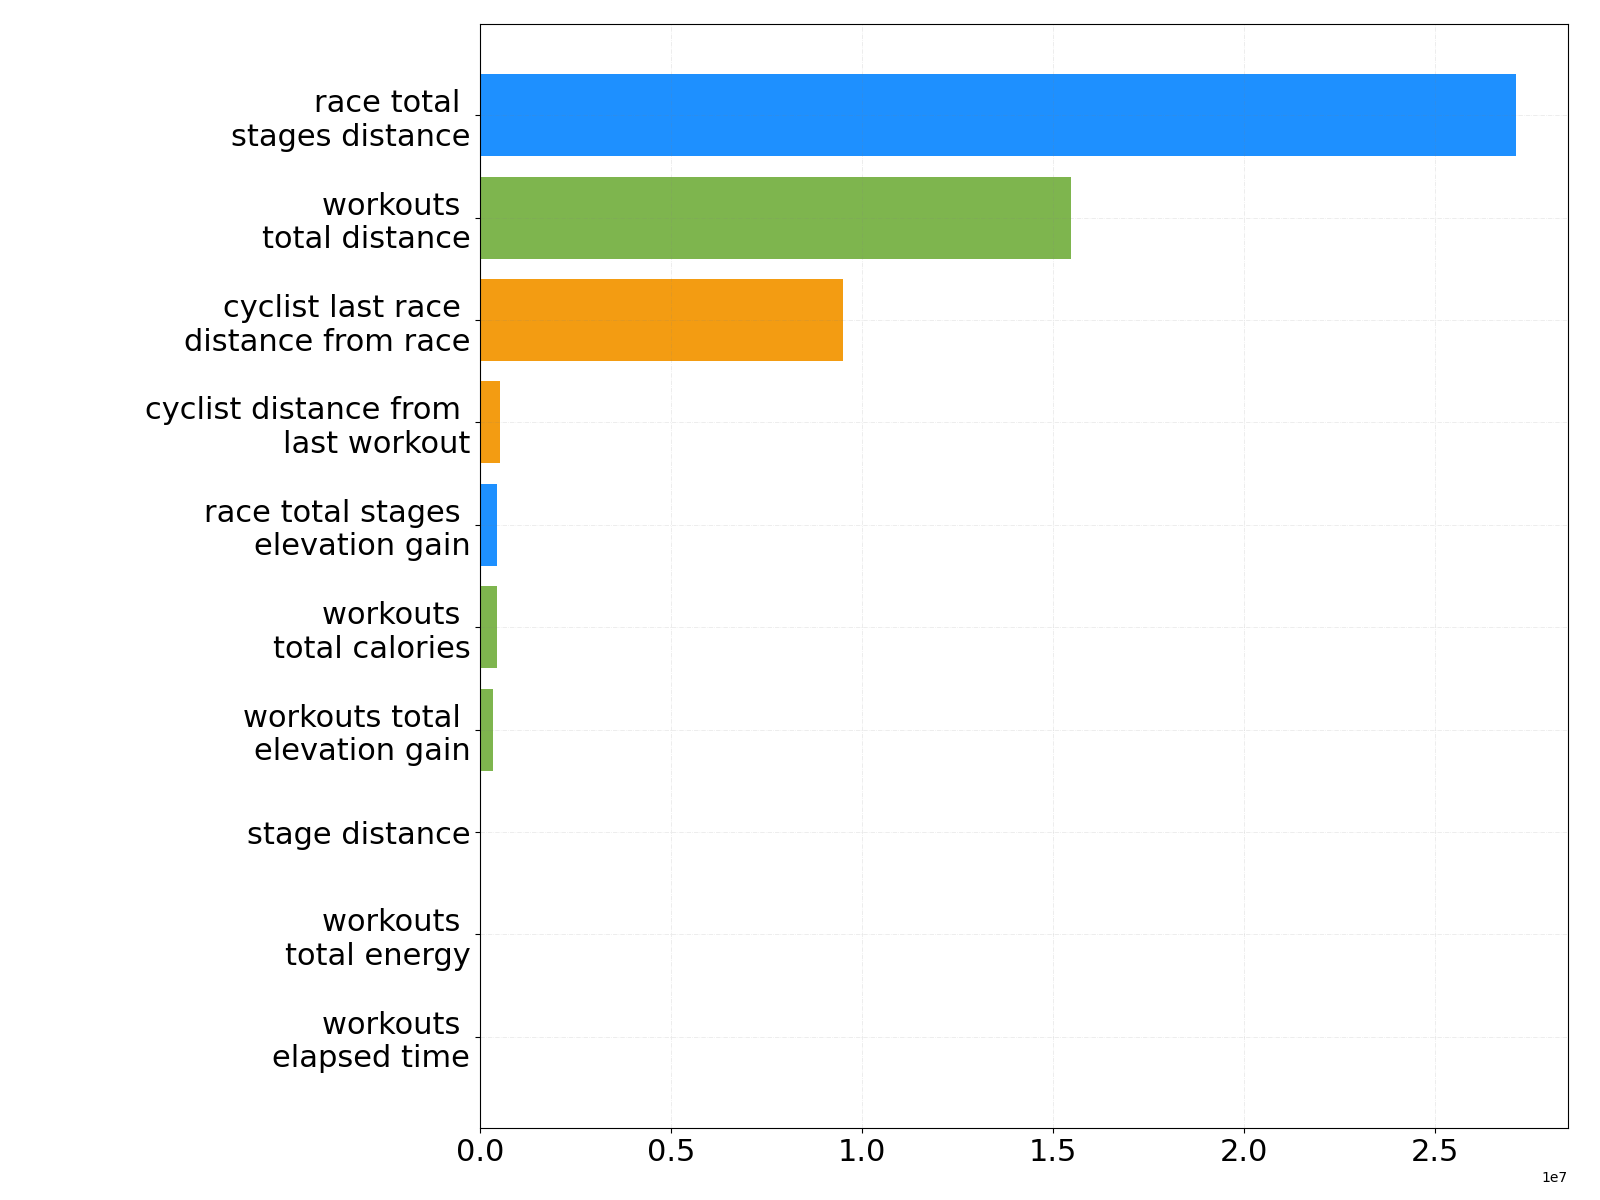 race total
stages distance
workouts
total distance
cyclist last race
distance from race
cyclist distance from
last workout
race total stages
elevation gain
workouts
total calories
workouts total
elevation gain
stage distance
workouts
total energy
workouts
elapsed time
0.0 0.5 1.0 1.5 2.0 2.5
1e7